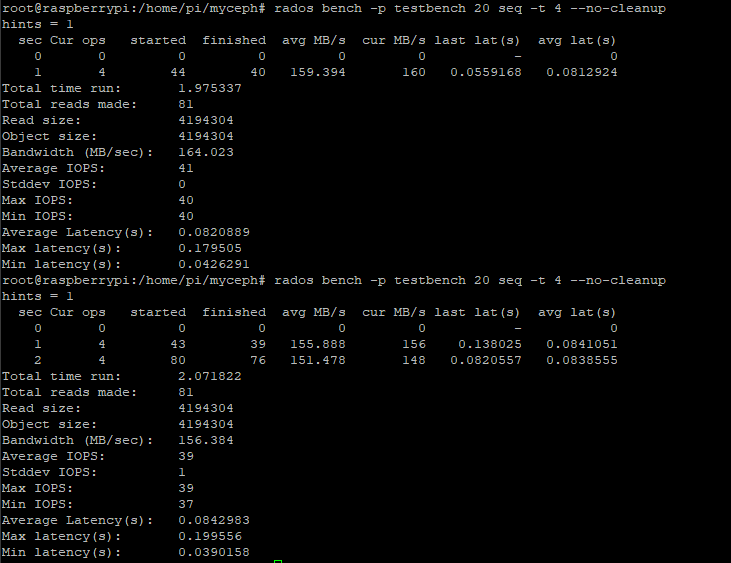 root@raspberrypi:/home/pi/myceph# rados bench -p testbench 20 seq -t 4 --no-cleanup
hints = 1
  sec Cur ops   started  finished  avg MB/s  cur MB/s last lat(s)  avg lat(s)
    0       0         0         0         0         0           -           0
    1       4        44        40   159.394       160   0.0559168   0.0812924
Total time run:       1.975337
Total reads made:     81
Read size:            4194304
Object size:          4194304
Bandwidth (MB/sec):   164.023
Average IOPS:         41
Stddev IOPS:          0
Max IOPS:             40
Min IOPS:             40
Average Latency(s):   0.0820889
Max latency(s):       0.179505
Min latency(s):       0.0426291
root@raspberrypi:/home/pi/myceph# rados bench -p testbench 20 seq -t 4 --no-cleanup
hints = 1
  sec Cur ops   started  finished  avg MB/s  cur MB/s last lat(s)  avg lat(s)
    0       0         0         0         0         0           -           0
    1       4        43        39   155.888       156    0.138025   0.0841051
    2       4        80        76   151.478       148   0.0820557   0.0838555
Total time run:       2.071822
Total reads made:     81
Read size:            4194304
Object size:          4194304
Bandwidth (MB/sec):   156.384
Average IOPS:         39
Stddev IOPS:          1
Max IOPS:             39
Min IOPS:             37
Average Latency(s):   0.0842983
Max latency(s):       0.199556
Min latency(s):       0.0390158